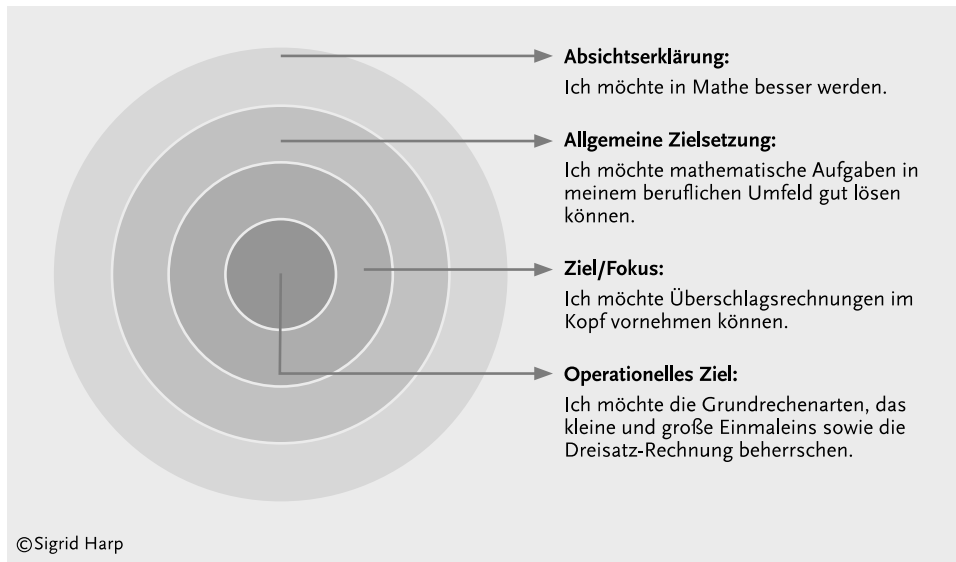 Absichtserklärung:
Ich möchte in Mathe besser werden.
Allgemeine Zielsetzung:
Ich möchte mathematische Aufgaben in
meinem beruflichen Umfeld gut lösen
können.
Ziel/Fokus:
Ich möchte Überschlagsrechnungen im
Kopf vornehmen können.
Operationelles Ziel:
Ich möchte die Grundrechenarten, das
kleine und große Einmaleins sowie die
Dreisatz-Rechnung beherrschen.
©Sigrid Harp